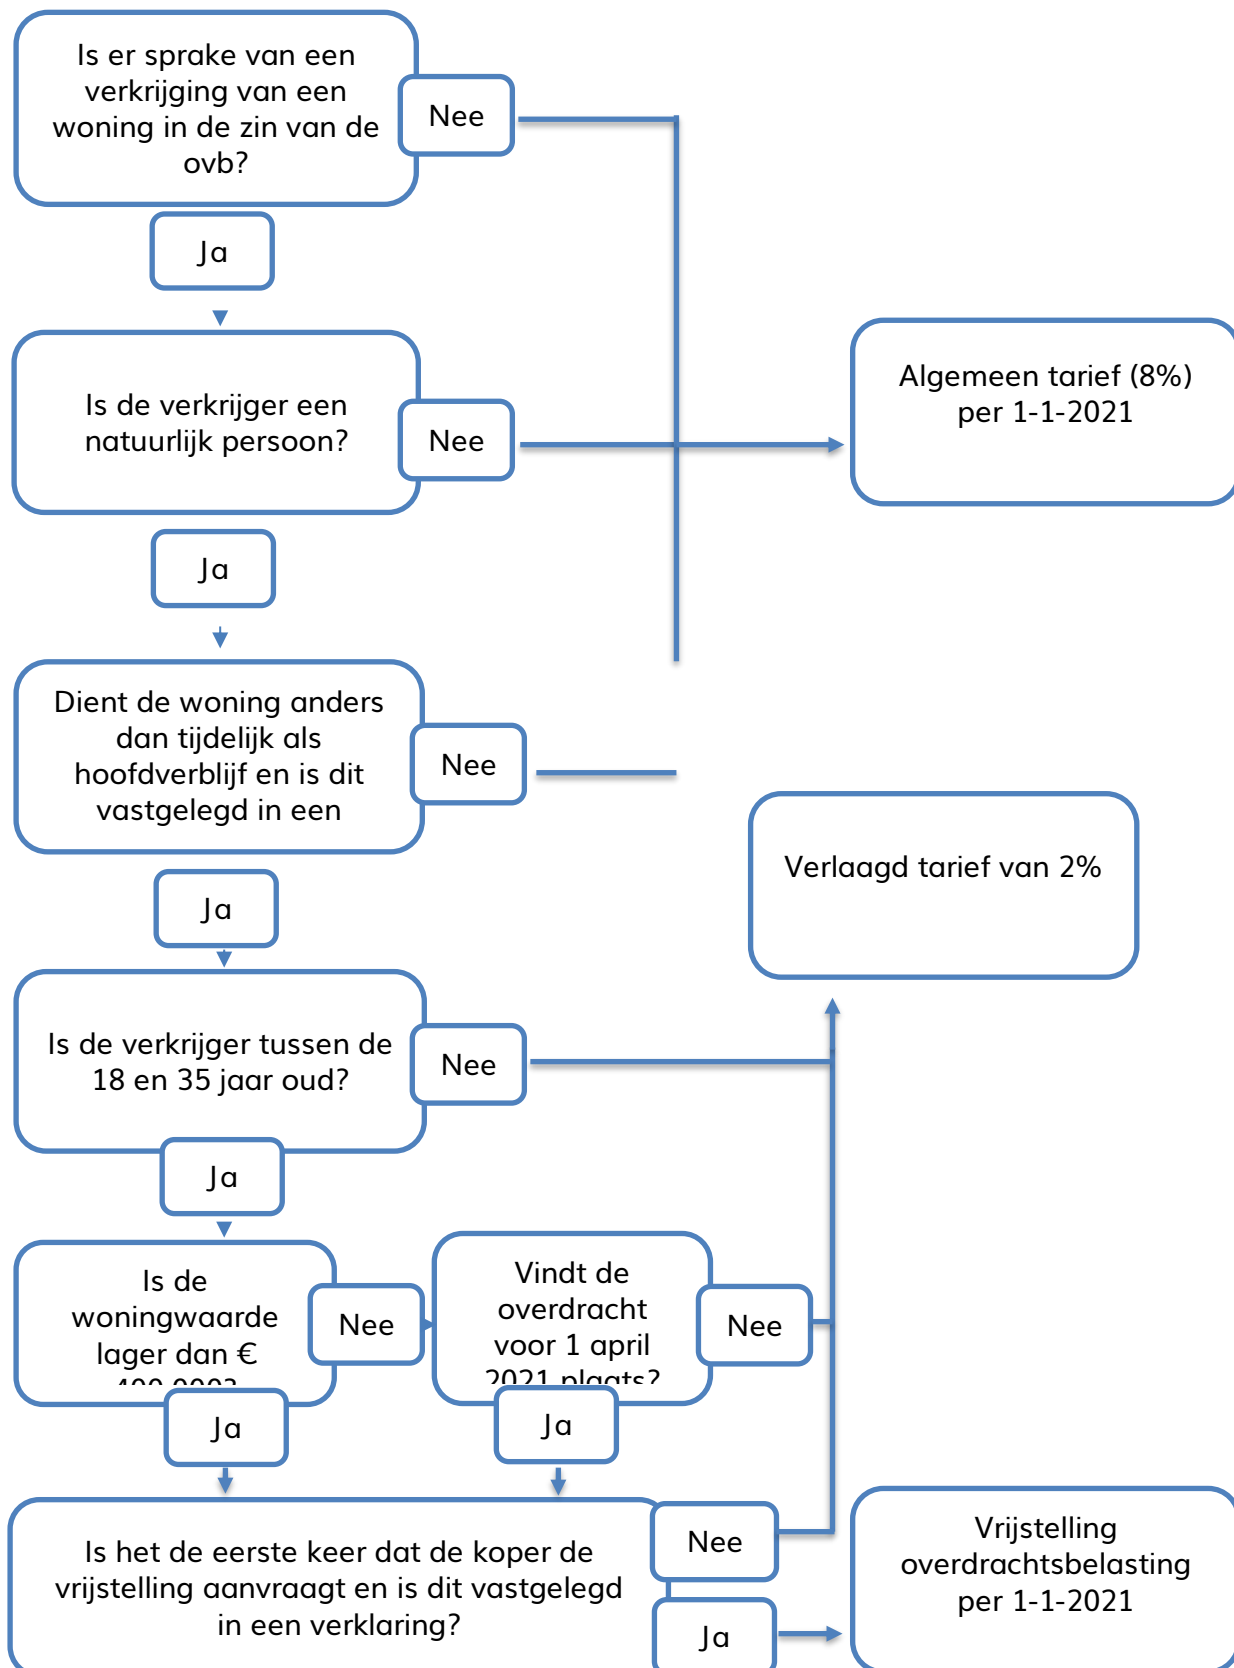 Is er sprake van een
verkrijging van een
woning in de zin van de
ovb?
Nee
Ja
Is de verkrijger een
natuurlijk persoon?
Nee
Algemeen tarief (8%)
per 1-1-2021
Ja
Dient de woning anders
dan tijdelijk als
hoofdverblijf en is dit
vastgelegd in een
Nee
Verlaagd tarief van 2%
Ja
Is de verkrijger tussen de
18 en 35 jaar oud?
Nee
Ja
Is de
woningwaarde
lager dan €
400.000?
Nee
Vindt de
overdracht
voor 1 april
2021 plaats?
Nee
Ja
Ja
Is het de eerste keer dat de koper de
vrijstelling aanvraagt en is dit vastgelegd
in een verklaring?
Nee
Ja
Vrijstelling
overdrachtsbelasting
per 1-1-2021